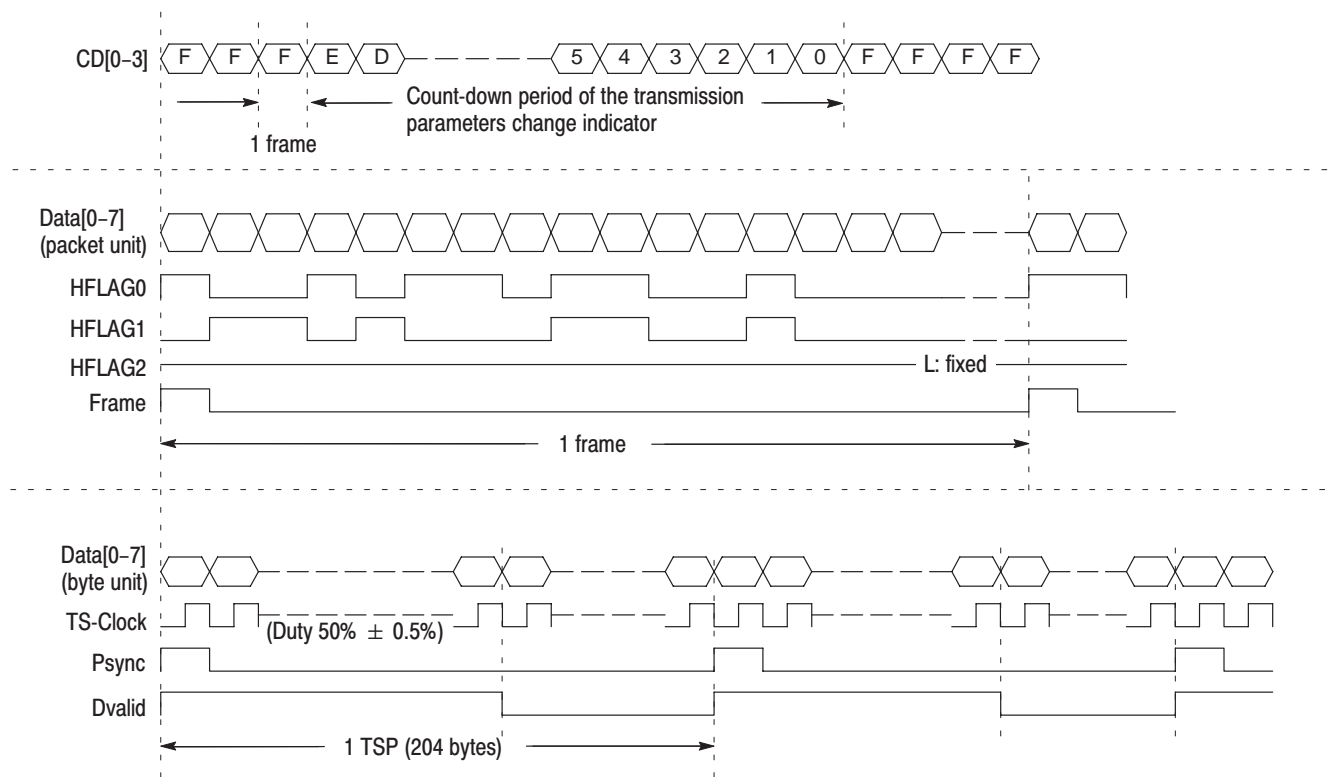 CD[0–3] F F F E D 5 4 3 2 1 0 F F F F
Count-down period of the transmission
parameters change indicator
1 frame
Data[0–7]
(packet unit)
HFLAG0
HFLAG1
HFLAG2
L: fixed
Frame
1 frame
Data[0–7]
(byte unit)
TS-Clock
(Duty 50% ± 0.5%)
Psync
Dvalid
1 TSP (204 bytes)